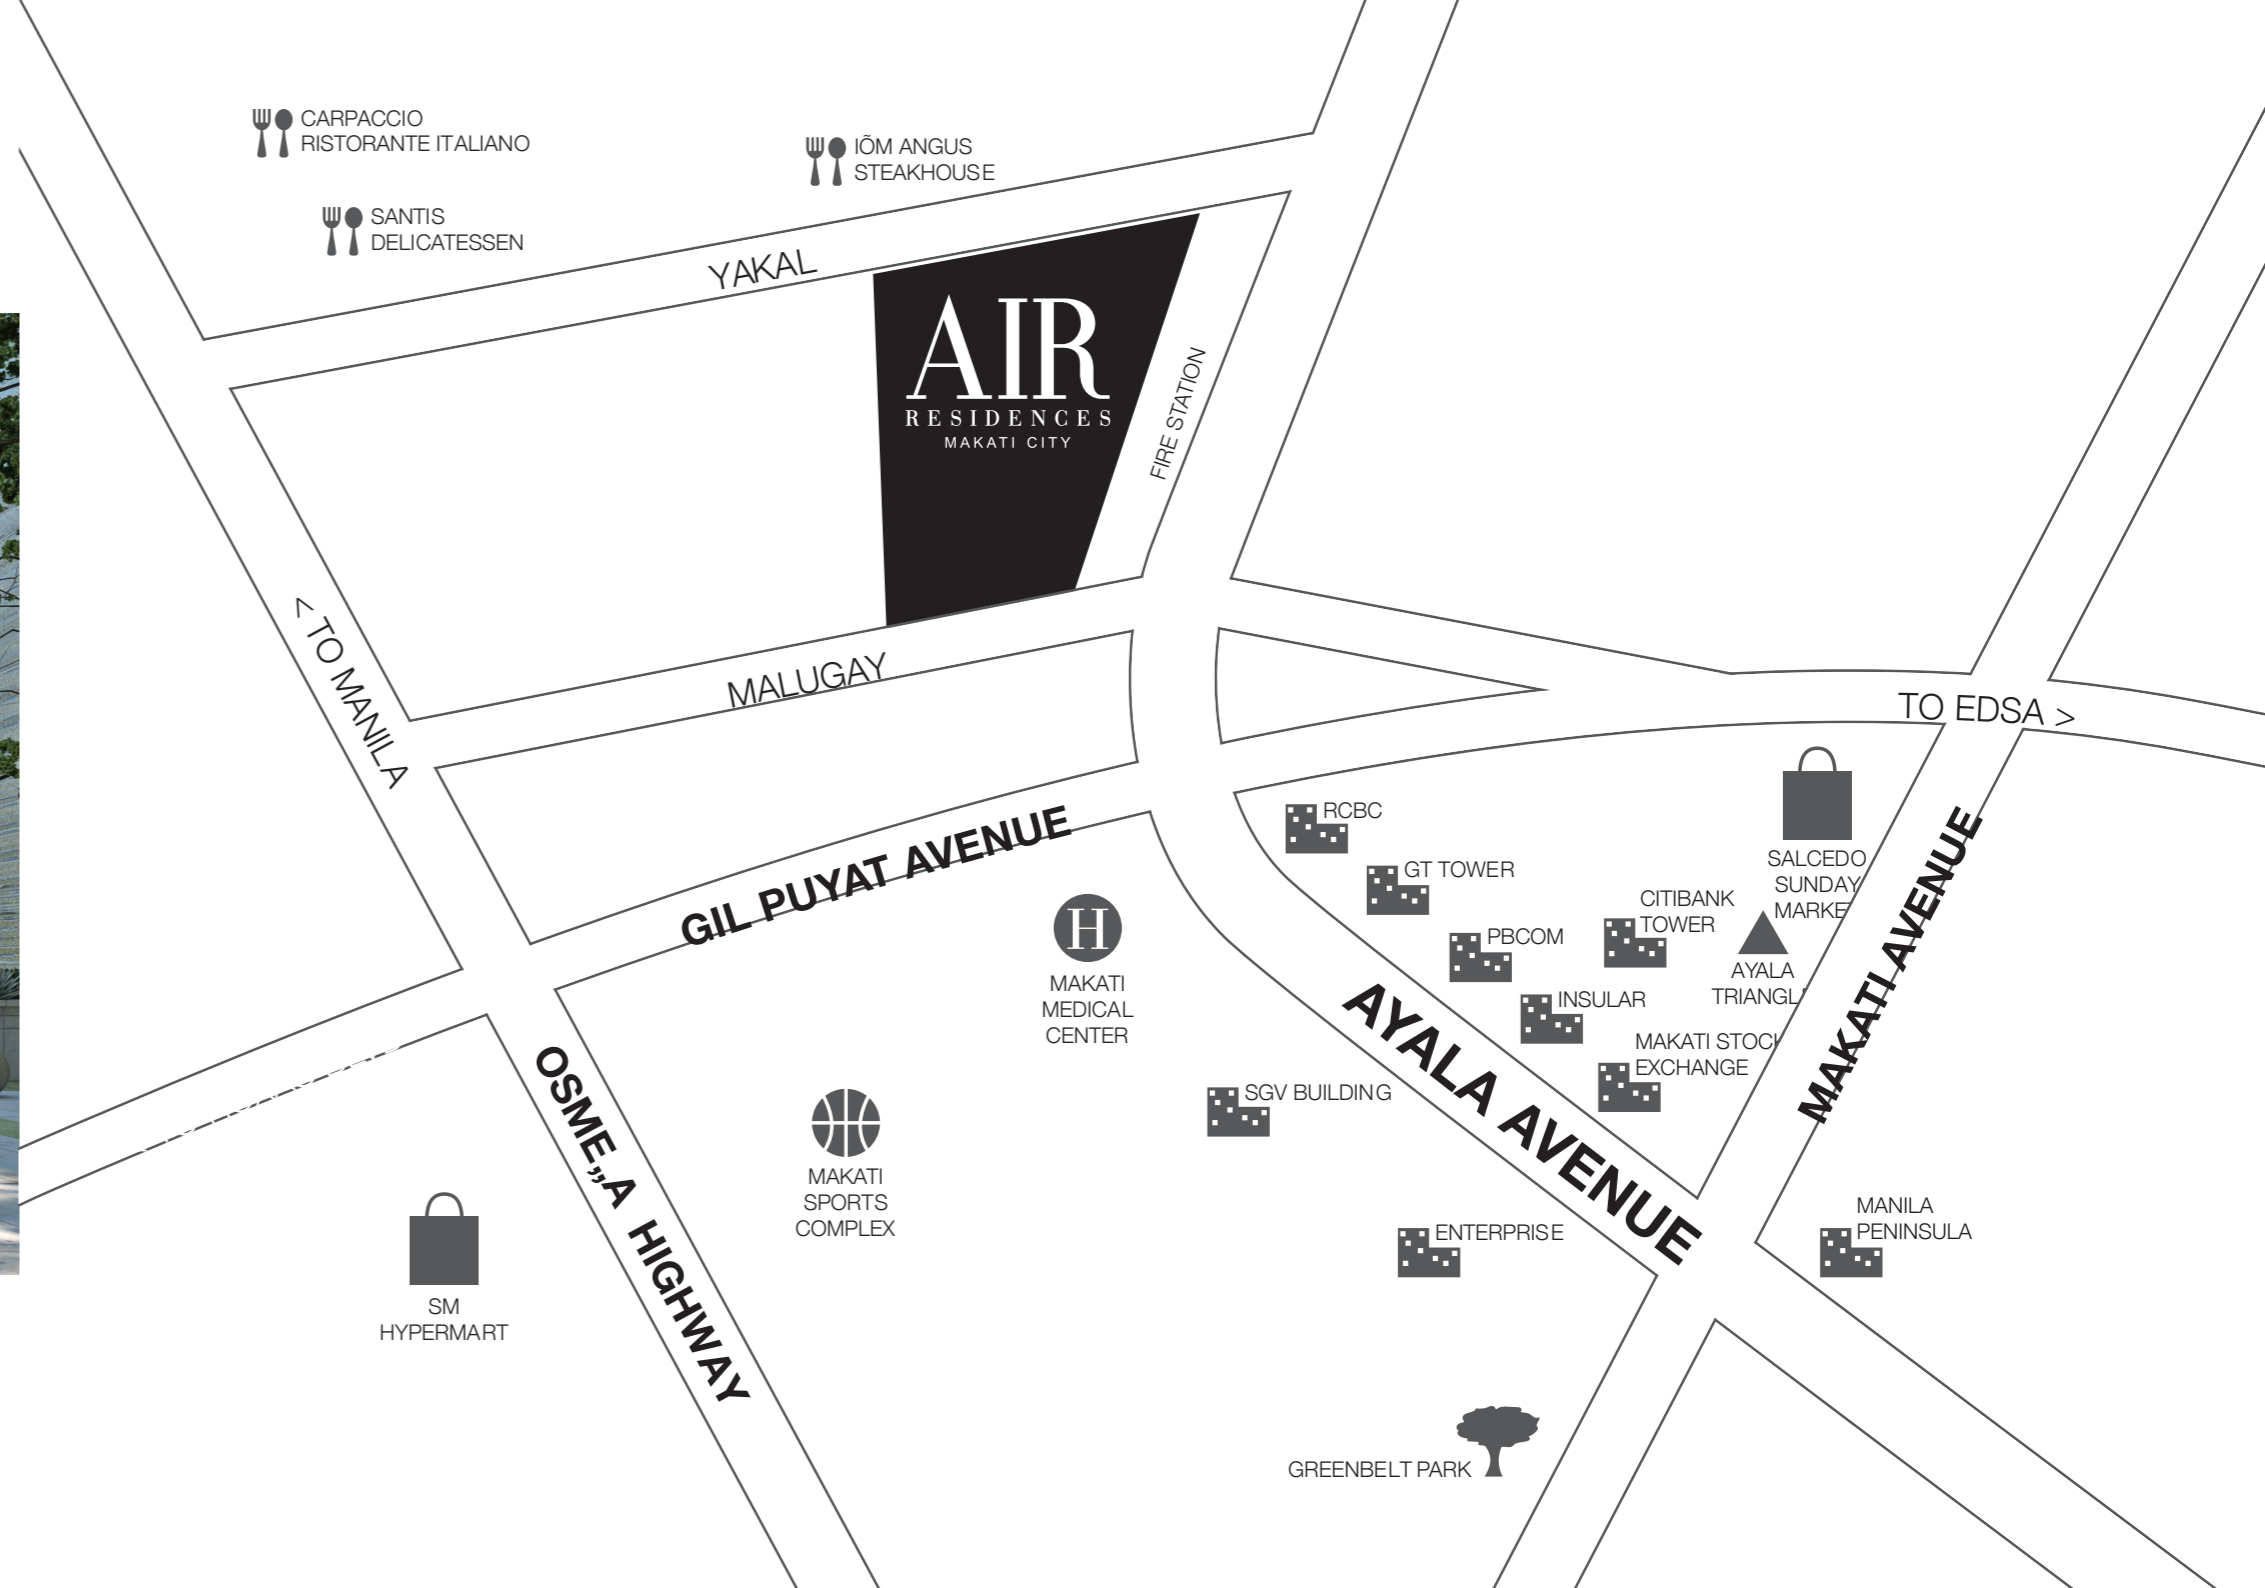 CARPACCIO
RISTORANTE ITALIANO
IÕM ANGUS
STEAKHOUSE
SANTIS
DELICATESSEN
YAKAL
AIR
RESIDENCES
MAKATI CITY
FIRE STATION
< TO MANILA
MALUGAY
TO EDSA >
GIL PUYAT AVENUE
RCBC
GT TOWER
PBCOM
CITIBANK
TOWER
SALCEDO
SUNDAY
MARKE
AYALA
TRIANGL
INSULAR
MAKATI STOCK
EXCHANGE
MAKATI AVENUE
AYALA AVENUE
MAKATI
MEDICAL
CENTER
SGV BUILDING
OSME„A HIGHWAY
MAKATI
SPORTS
COMPLEX
SM
HYPERMART
ENTERPRISE
MANILA
PENINSULA
GREENBELT PARK